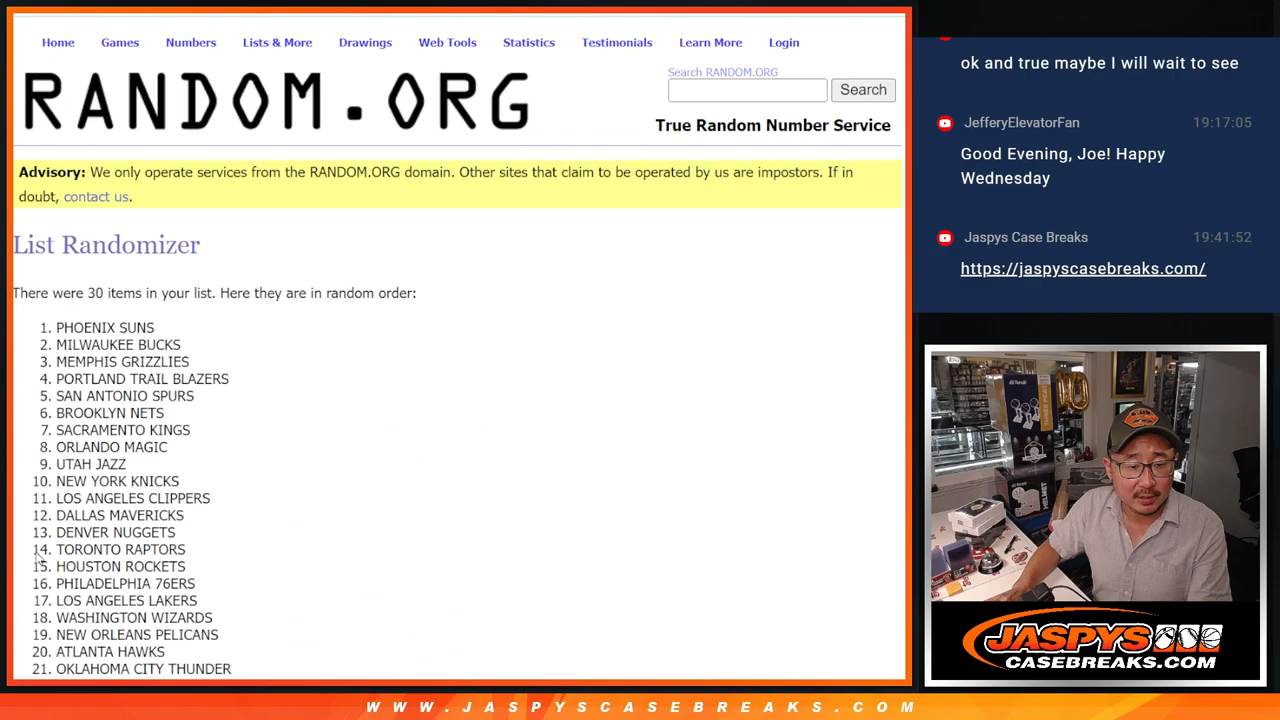 Home Games Numbers Lists & More Drawings Web Tools Statistics Testimonials Learn More Login
RANDOM.ORG
Search RANDOM.ORG
Search
True Random Number Service
Advisory: We only operate services from the RANDOM.ORG domain. Other sites that claim to be operated by us are impostors. If in
doubt, contact us.
List Randomizer
There were 30 items in your list. Here they are in random order:
1. PHOENIX SUNS
2. MILWAUKEE BUCKS
3. MEMPHIS GRIZZLIES
4. PORTLAND TRAIL BLAZERS
5. SAN ANTONIO SPURS
6. BROOKLYN NETS
7. SACRAMENTO KINGS
8. ORLANDO MAGIC
9. UTAH JAZZ
10. NEW YORK KNICKS
11. LOS ANGELES CLIPPERS
12. DALLAS MAVERICKS
13. DENVER NUGGETS
14. TORONTO RAPTORS
15. HOUSTON ROCKETS
16. PHILADELPHIA 76ERS
17. LOS ANGELES LAKERS
18. WASHINGTON WIZARDS
19. NEW ORLEANS PELICANS
20. ATLANTA HAWKS
21. OKLAHOMA CITY THUNDER
ok and true maybe I will wait to see
JefferyElevatorFan 19:17:05
Good Evening, Joe! Happy
Wednesday
Jaspys Case Breaks 19:41:52
https://jaspyscasebreaks.com/
HELMET
JASPYS
CASEBREAKS.COM
WWW.JASPYSCASEBREAKS.COM